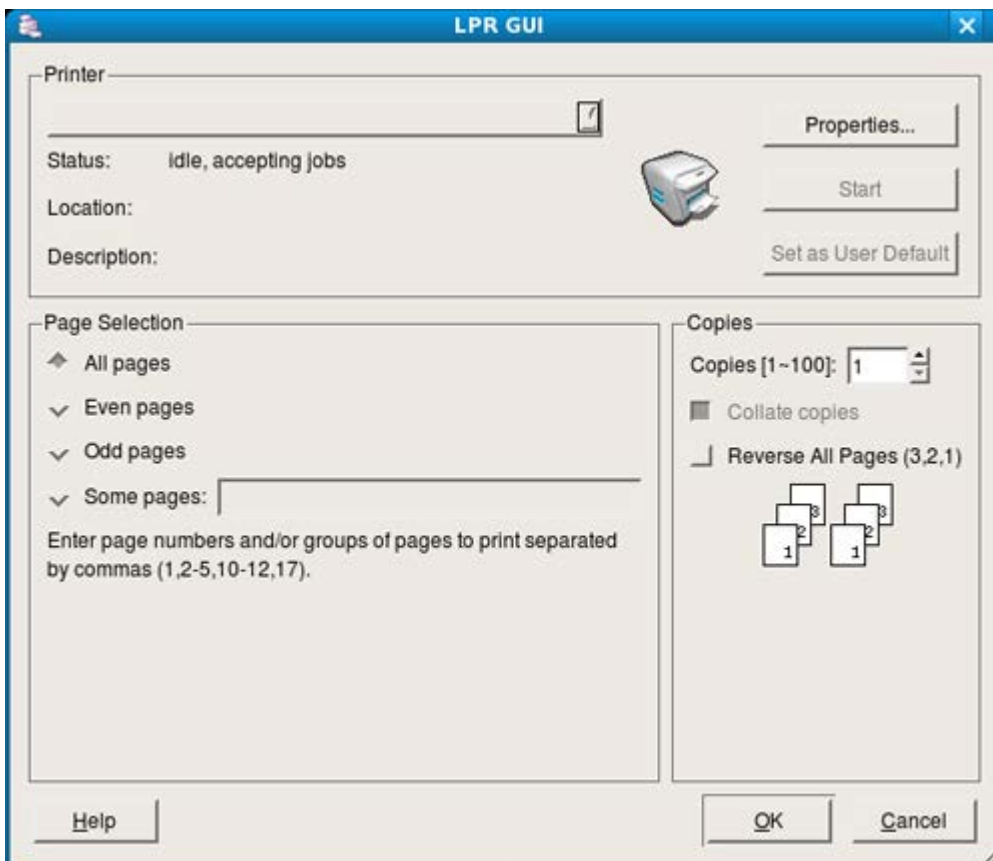 LPR GUI
Printer
Properties...
Status: idle, accepting jobs
Start
Location:
Set as User Default
Description:
Page Selection
All pages
Even pages
Odd pages
Some pages:
Enter page numbers and/or groups of pages to print separated
by commas (1,2-5,10-12,17).
Copies
Copies [1~100]: 1
Collate copies
Reverse All Pages (3,2,1)
3 3
2 2
1 1
Help
OK
Cancel